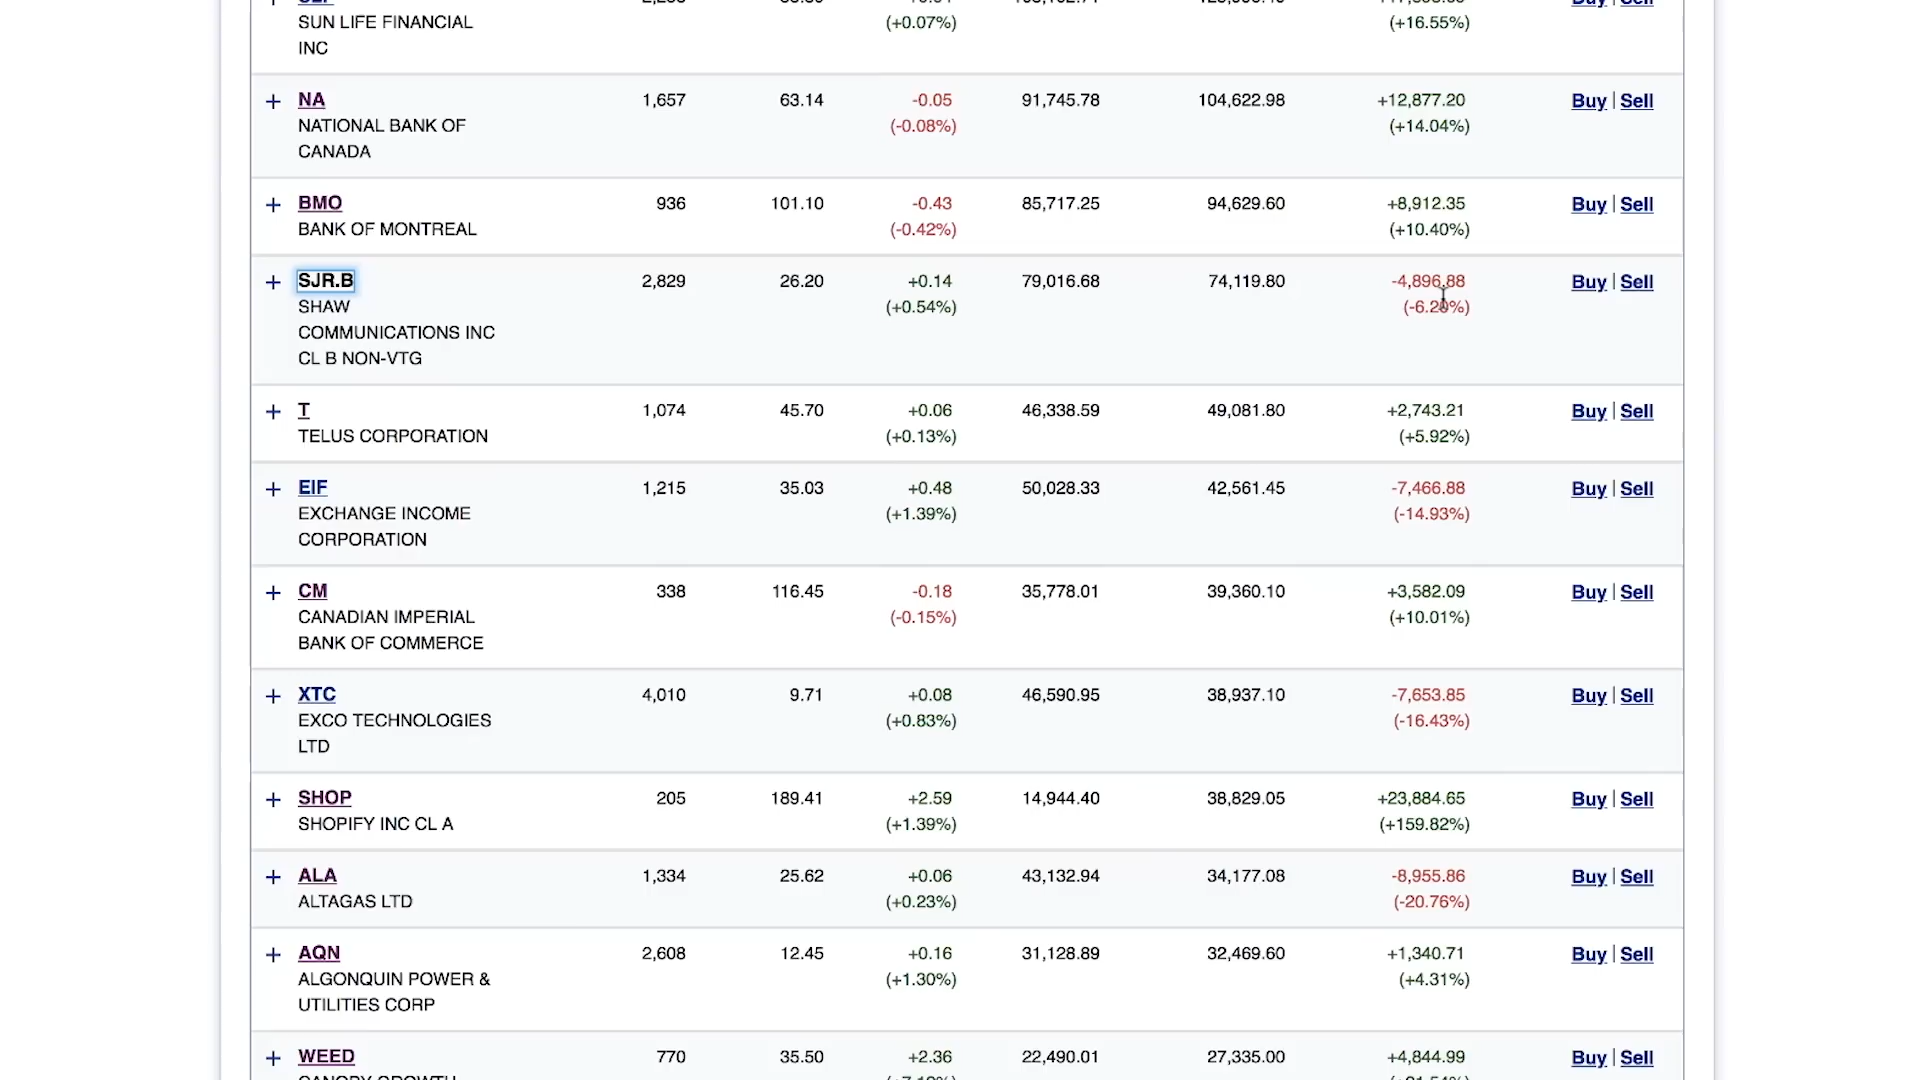 SUN LIFE FINANCIAL (+0.07%) (+16.55%)
INC
+ NA 1,657 63.14 -0.05 91,745.78 104,622.98 +12,877.20 Buy | Sell
NATIONAL BANK OF (-0.08%) (+14.04%)
CANADA
+ BMO 936 101.10 -0.43 85,717.25 94,629.60 +8,912.35 Buy | Sell
BANK OF MONTREAL (-0.42%) (+10.40%)
+ SJR.B 2,829 26.20 +0.14 79,016.68 74,119.80 -4,896.88 Buy | Sell
SHAW (+0.54%) (-6.20%)
COMMUNICATIONS INC
CL B NON-VTG
+ T 1,074 45.70 +0.06 46,338.59 49,081.80 +2,743.21 Buy | Sell
TELUS CORPORATION (+0.13%) (+5.92%)
+ EIF 1,215 35.03 +0.48 50,028.33 42,561.45 -7,466.88 Buy | Sell
EXCHANGE INCOME (+1.39%) (-14.93%)
CORPORATION
+ CM 338 116.45 -0.18 35,778.01 39,360.10 +3,582.09 Buy | Sell
CANADIAN IMPERIAL (-0.15%) (+10.01%)
BANK OF COMMERCE
+ XTC 4,010 9.71 +0.08 46,590.95 38,937.10 -7,653.85 Buy | Sell
EXCO TECHNOLOGIES (+0.83%) (-16.43%)
LTD
+ SHOP 205 189.41 +2.59 14,944.40 38,829.05 +23,884.65 Buy | Sell
SHOPIFY INC CL A (+1.39%) (+159.82%)
+ ALA 1,334 25.62 +0.06 43,132.94 34,177.08 -8,955.86 Buy | Sell
ALTAGAS LTD (+0.23%) (-20.76%)
+ AQN 2,608 12.45 +0.16 31,128.89 32,469.60 +1,340.71 Buy | Sell
ALGONQUIN POWER & (+1.30%) (+4.31%)
UTILITIES CORP
+ WEED 770 35.50 +2.36 22,490.01 27,335.00 +4,844.99 Buy | Sell
CANOPY GROWTH